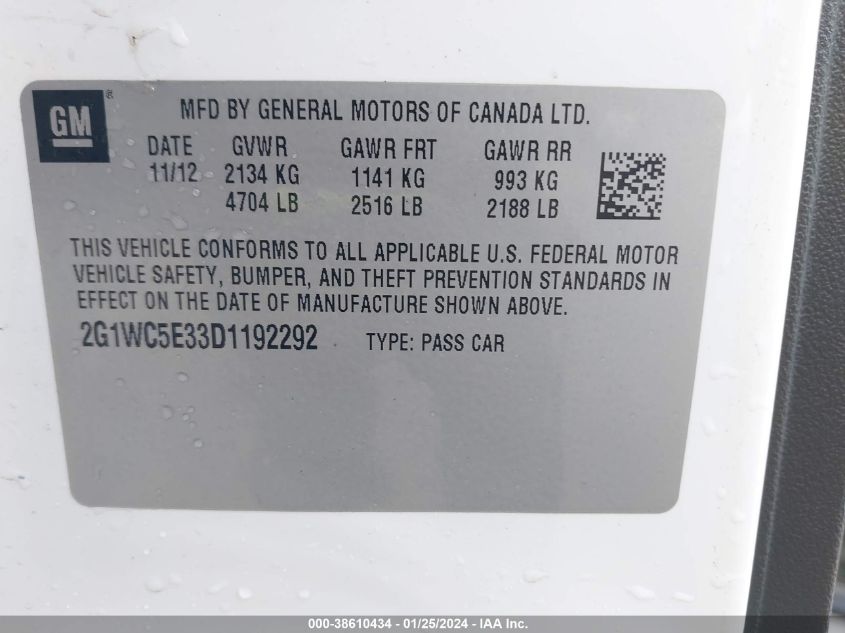 GM
MFD BY GENERAL MOTORS OF CANADA LTD.
DATE GVWR GAWR FRT GAWR RR
11/12 2134 KG 1141 KG 993 KG
4704 LB 2516 LB 2188 LB
THIS VEHICLE CONFORMS TO ALL APPLICABLE U.S. FEDERAL MOTOR
VEHICLE SAFETY, BUMPER, AND THEFT PREVENTION STANDARDS IN
EFFECT ON THE DATE OF MANUFACTURE SHOWN ABOVE.
2G1WC5E33D1192292 TYPE: PASS CAR
000-38610434 - 01/25/2024 - IAA Inc.